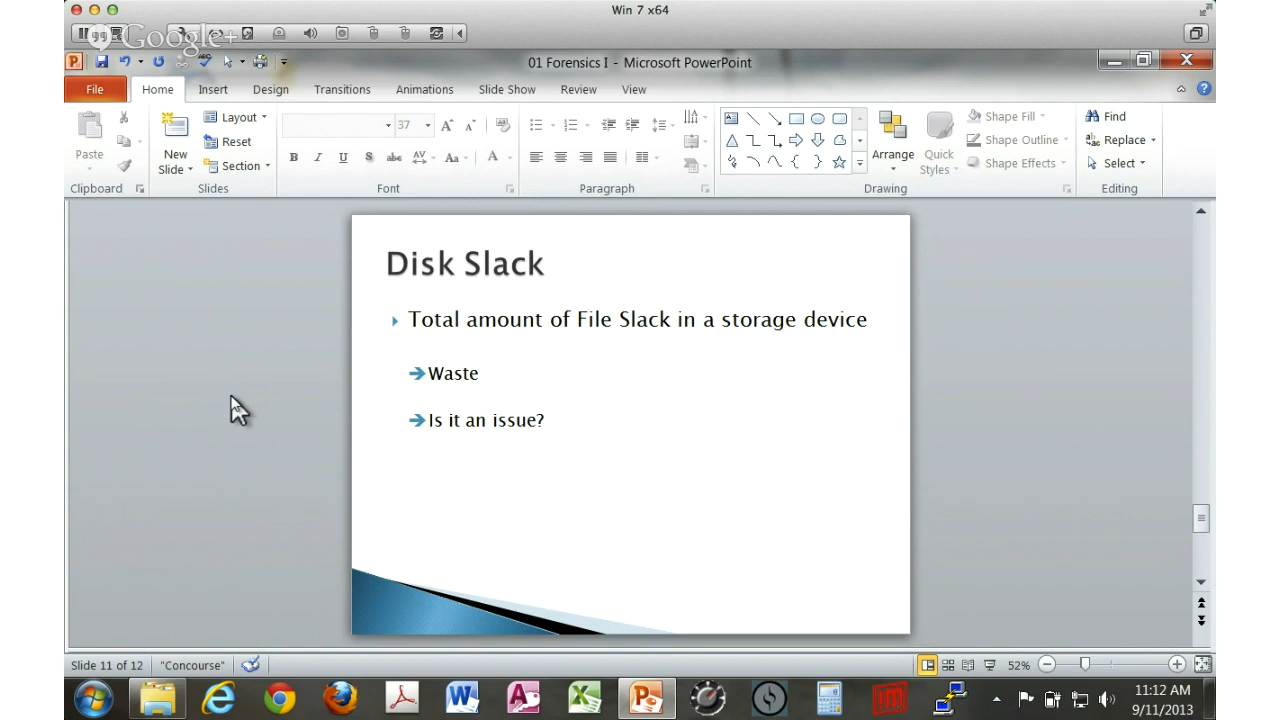 Win 7 x64
Google+
01 Forensics I - Microsoft PowerPoint
File Home Insert Design Transitions Animations Slide Show Review View
Paste
New Slide
Layout
Reset
Section
37
Arrange
Quick Styles
Shape Fill
Shape Outline
Shape Effects
Find
Replace
Select
Clipboard Slides Font Paragraph Drawing Editing
Disk Slack
Total amount of File Slack in a storage device
Waste
Is it an issue?
Slide 11 of 12 "Concourse" 52%
11:12 AM
9/11/2013